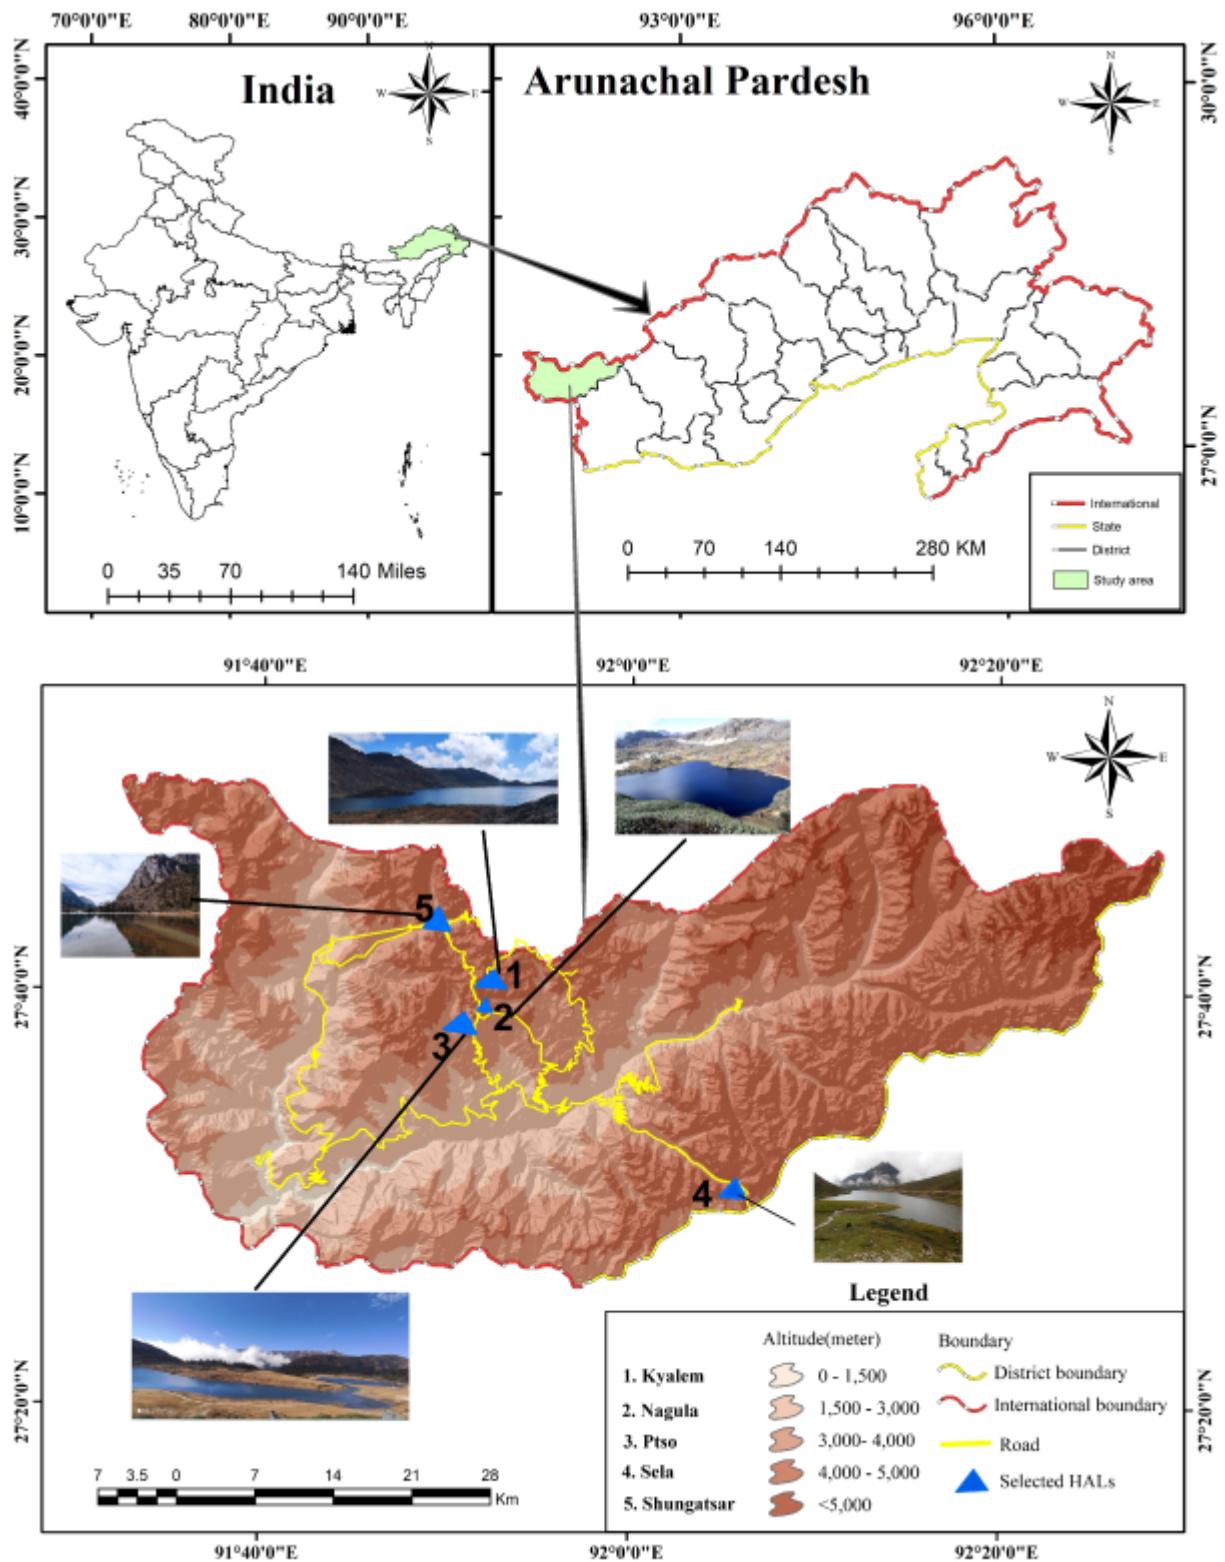 70°0'0"E 80°0'0"E 90°0'0"E 93°0'0"E 96°0'0"E
India
N
W E
S
Arunachal Pardesh
N
W E
S
40°0'0"N
30°0'0"N
20°0'0"N
10°0'0"N
30°0'0"N
27°0'0"N
0 35 70 140 Miles
0 70 140 280 KM
International
State
District
Study area
91°40'0"E 92°0'0"E 92°20'0"E
N
W E
S
27°40'0"N
27°20'0"N
27°40'0"N
27°20'0"N
5
1
2
3
4
Legend
1. Kyalem
2. Nagula
3. Ptso
4. Sela
5. Shungatsar
Altitude(meter)
0 - 1,500
1,500 - 3,000
3,000- 4,000
4,000 - 5,000
<5,000
Boundary
District boundary
International boundary
Road
Selected HALs
7 3.5 0 7 14 21 28
Km
91°40'0"E 92°0'0"E 92°20'0"E